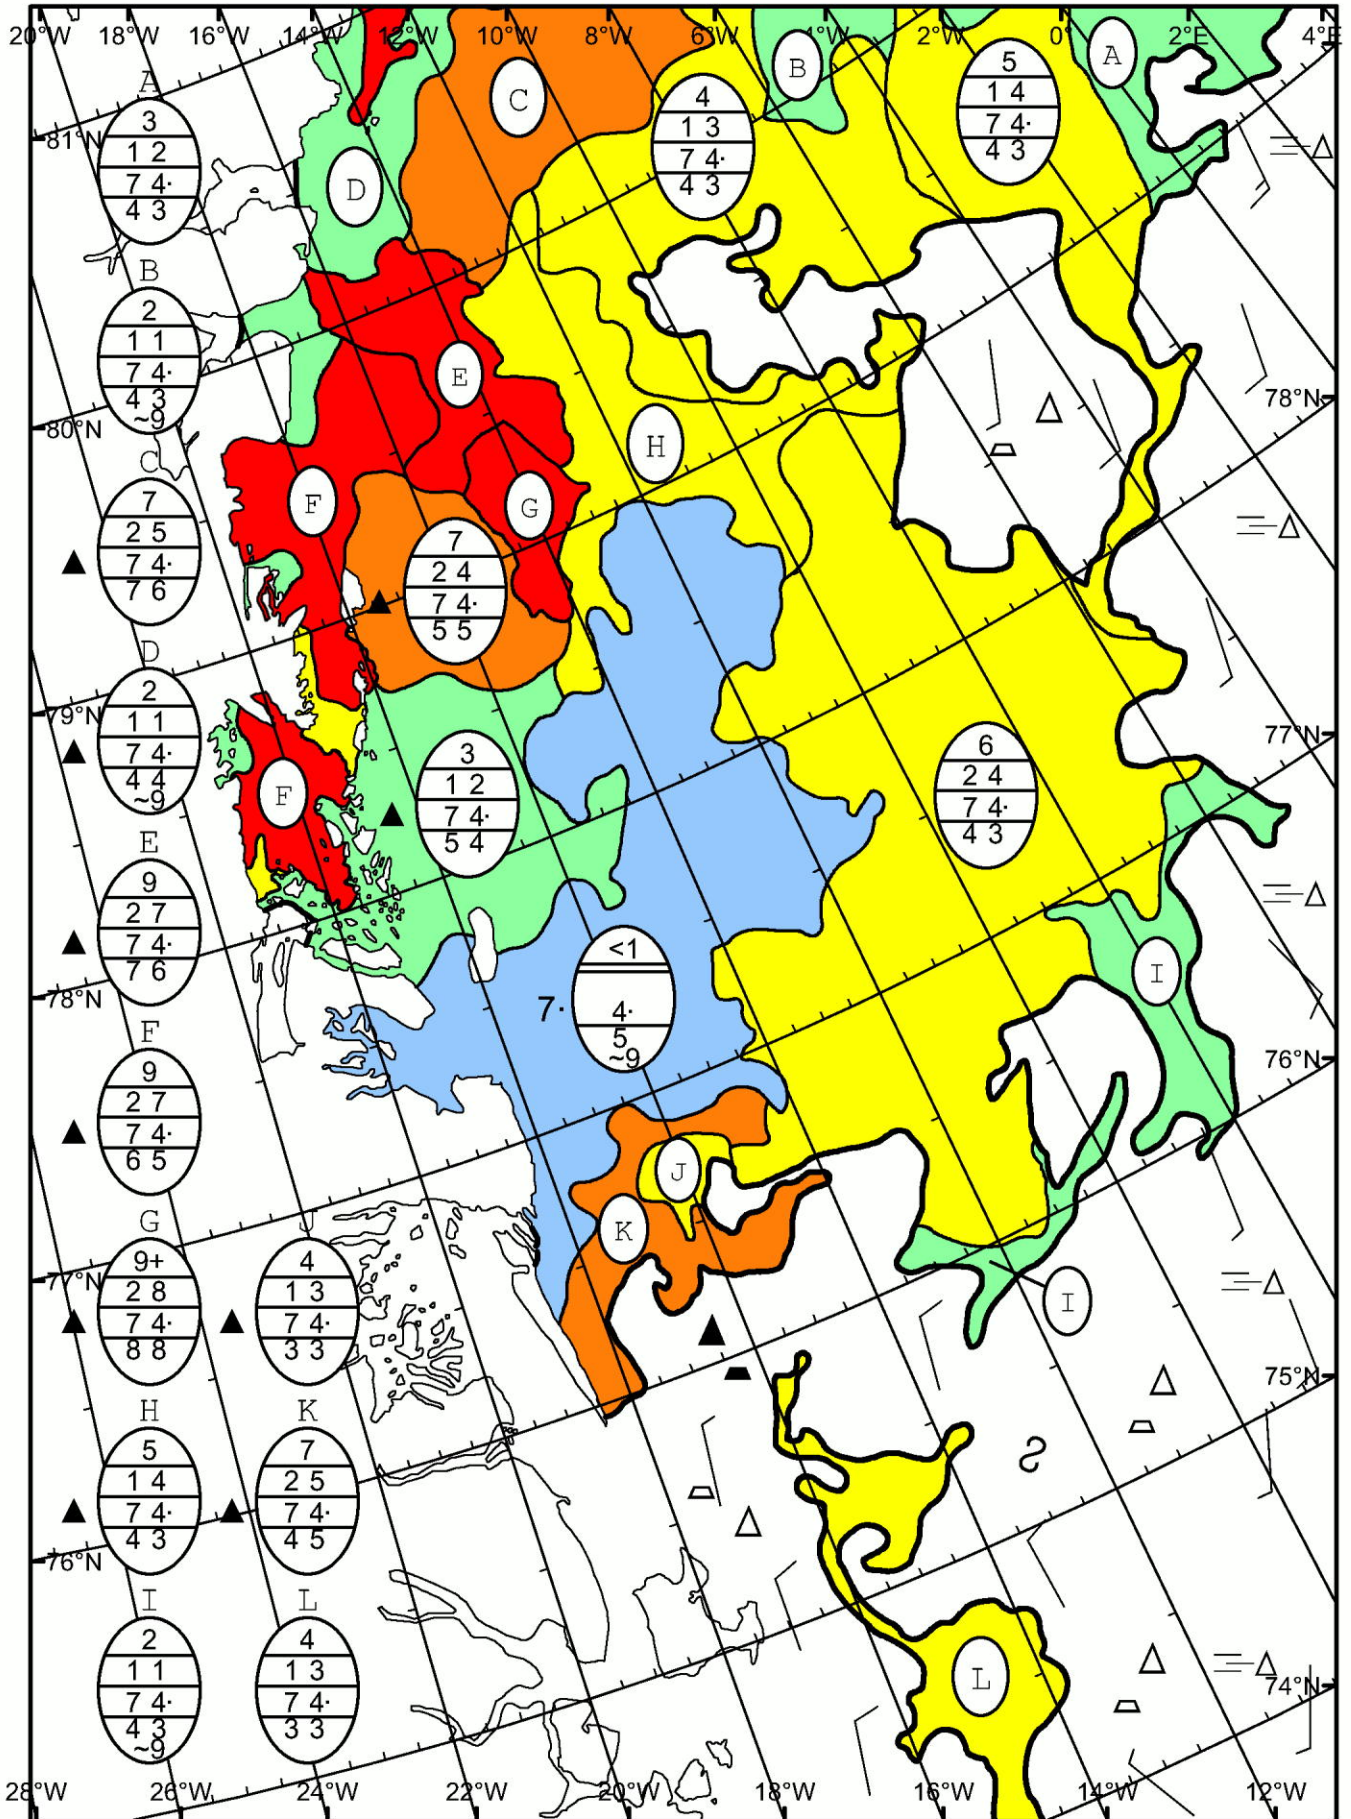 20°W 18°W 16°W 14°W 12°W 10°W 8°W 6°W 4°W 2°W 0° 2°E 4°E
A
3
1 2
7 4·
4 3
81°N
B
2
1 1
7 4·
4 3
~9
80°N
C
7
2 5
7 4·
7 6
D
2
1 1
7 4·
4 4
~9
79°N
E
9
2 7
7 4·
7 6
78°N
F
9
2 7
7 4·
6 5
G
9+
2 8
7 4·
8 8
77°N
H
5
1 4
7 4·
4 3
76°N
I
2
1 1
7 4·
4 3
~9
J
4
1 3
7 4·
3 3
K
7
2 5
7 4·
4 5
L
4
1 3
7 4·
3 3
C
B
A
D
4
1 3
7 4·
4 3
5
1 4
7 4·
4 3
E
H
F
G
7
2 4
7 4·
5 5
78°N
F
3
1 2
7 4·
5 4
6
2 4
7 4·
4 3
77°N
<1
7· 4·
5
~9
I
76°N
J
K
I
75°N
L
74°N
28°W 26°W 24°W 22°W 20°W 18°W 16°W 14°W 12°W